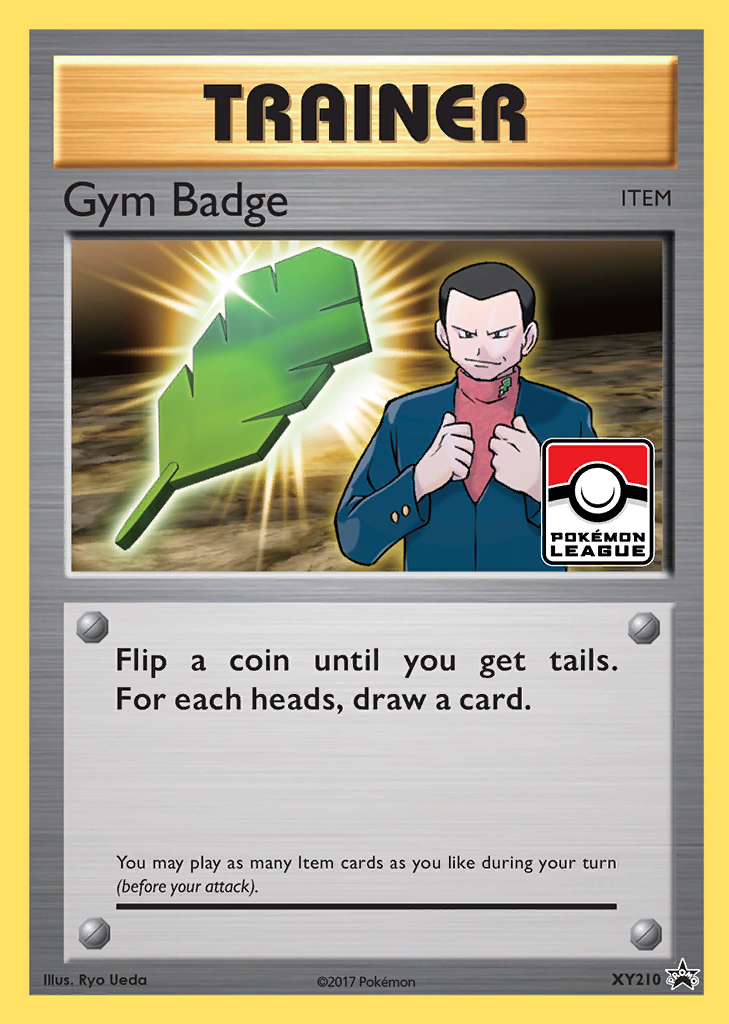 TRAINER
Gym Badge
ITEM
POKÉMON
LEAGUE
Flip a coin until you get tails.
For each heads, draw a card.
You may play as many Item cards as you like during your turn
(before your attack).
Illus. Ryo Ueda
©2017 Pokémon
XY210
PROMO